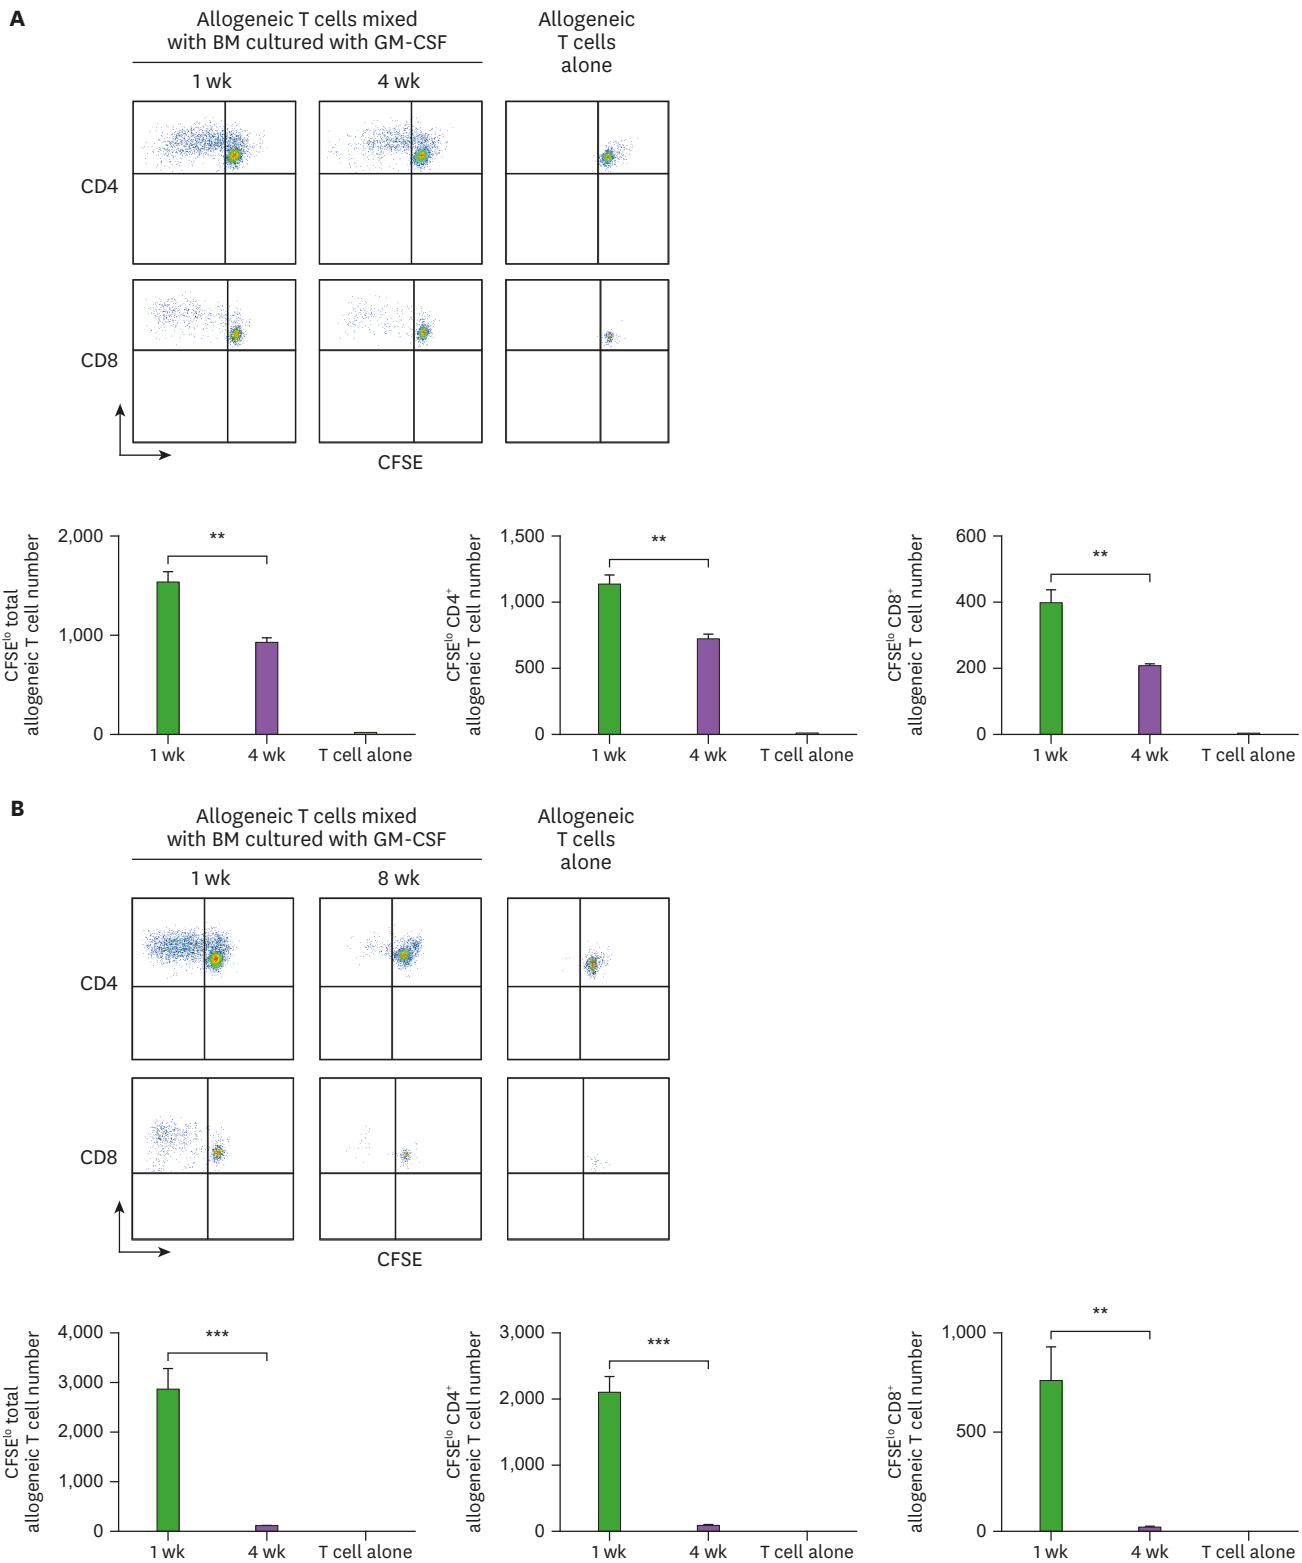 A
Allogeneic T cells mixed
with BM cultured with GM-CSF
Allogeneic
T cells
alone
1 wk
4 wk
CD4
CD8
CFSE
CFSElo total
allogeneic T cell number
2,000
1,000
0
**
1 wk
4 wk
T cell alone
CFSElo CD4+
allogeneic T cell number
1,500
1,000
500
0
**
1 wk
4 wk
T cell alone
CFSElo CD8+
allogeneic T cell number
600
400
200
0
**
1 wk
4 wk
T cell alone
B
Allogeneic T cells mixed
with BM cultured with GM-CSF
Allogeneic
T cells
alone
1 wk
8 wk
CD4
CD8
CFSE
CFSElo total
allogeneic T cell number
4,000
3,000
2,000
1,000
0
***
1 wk
4 wk
T cell alone
CFSElo CD4+
allogeneic T cell number
3,000
2,000
1,000
0
***
1 wk
4 wk
T cell alone
CFSElo CD8+
allogeneic T cell number
1,000
500
0
**
1 wk
4 wk
T cell alone